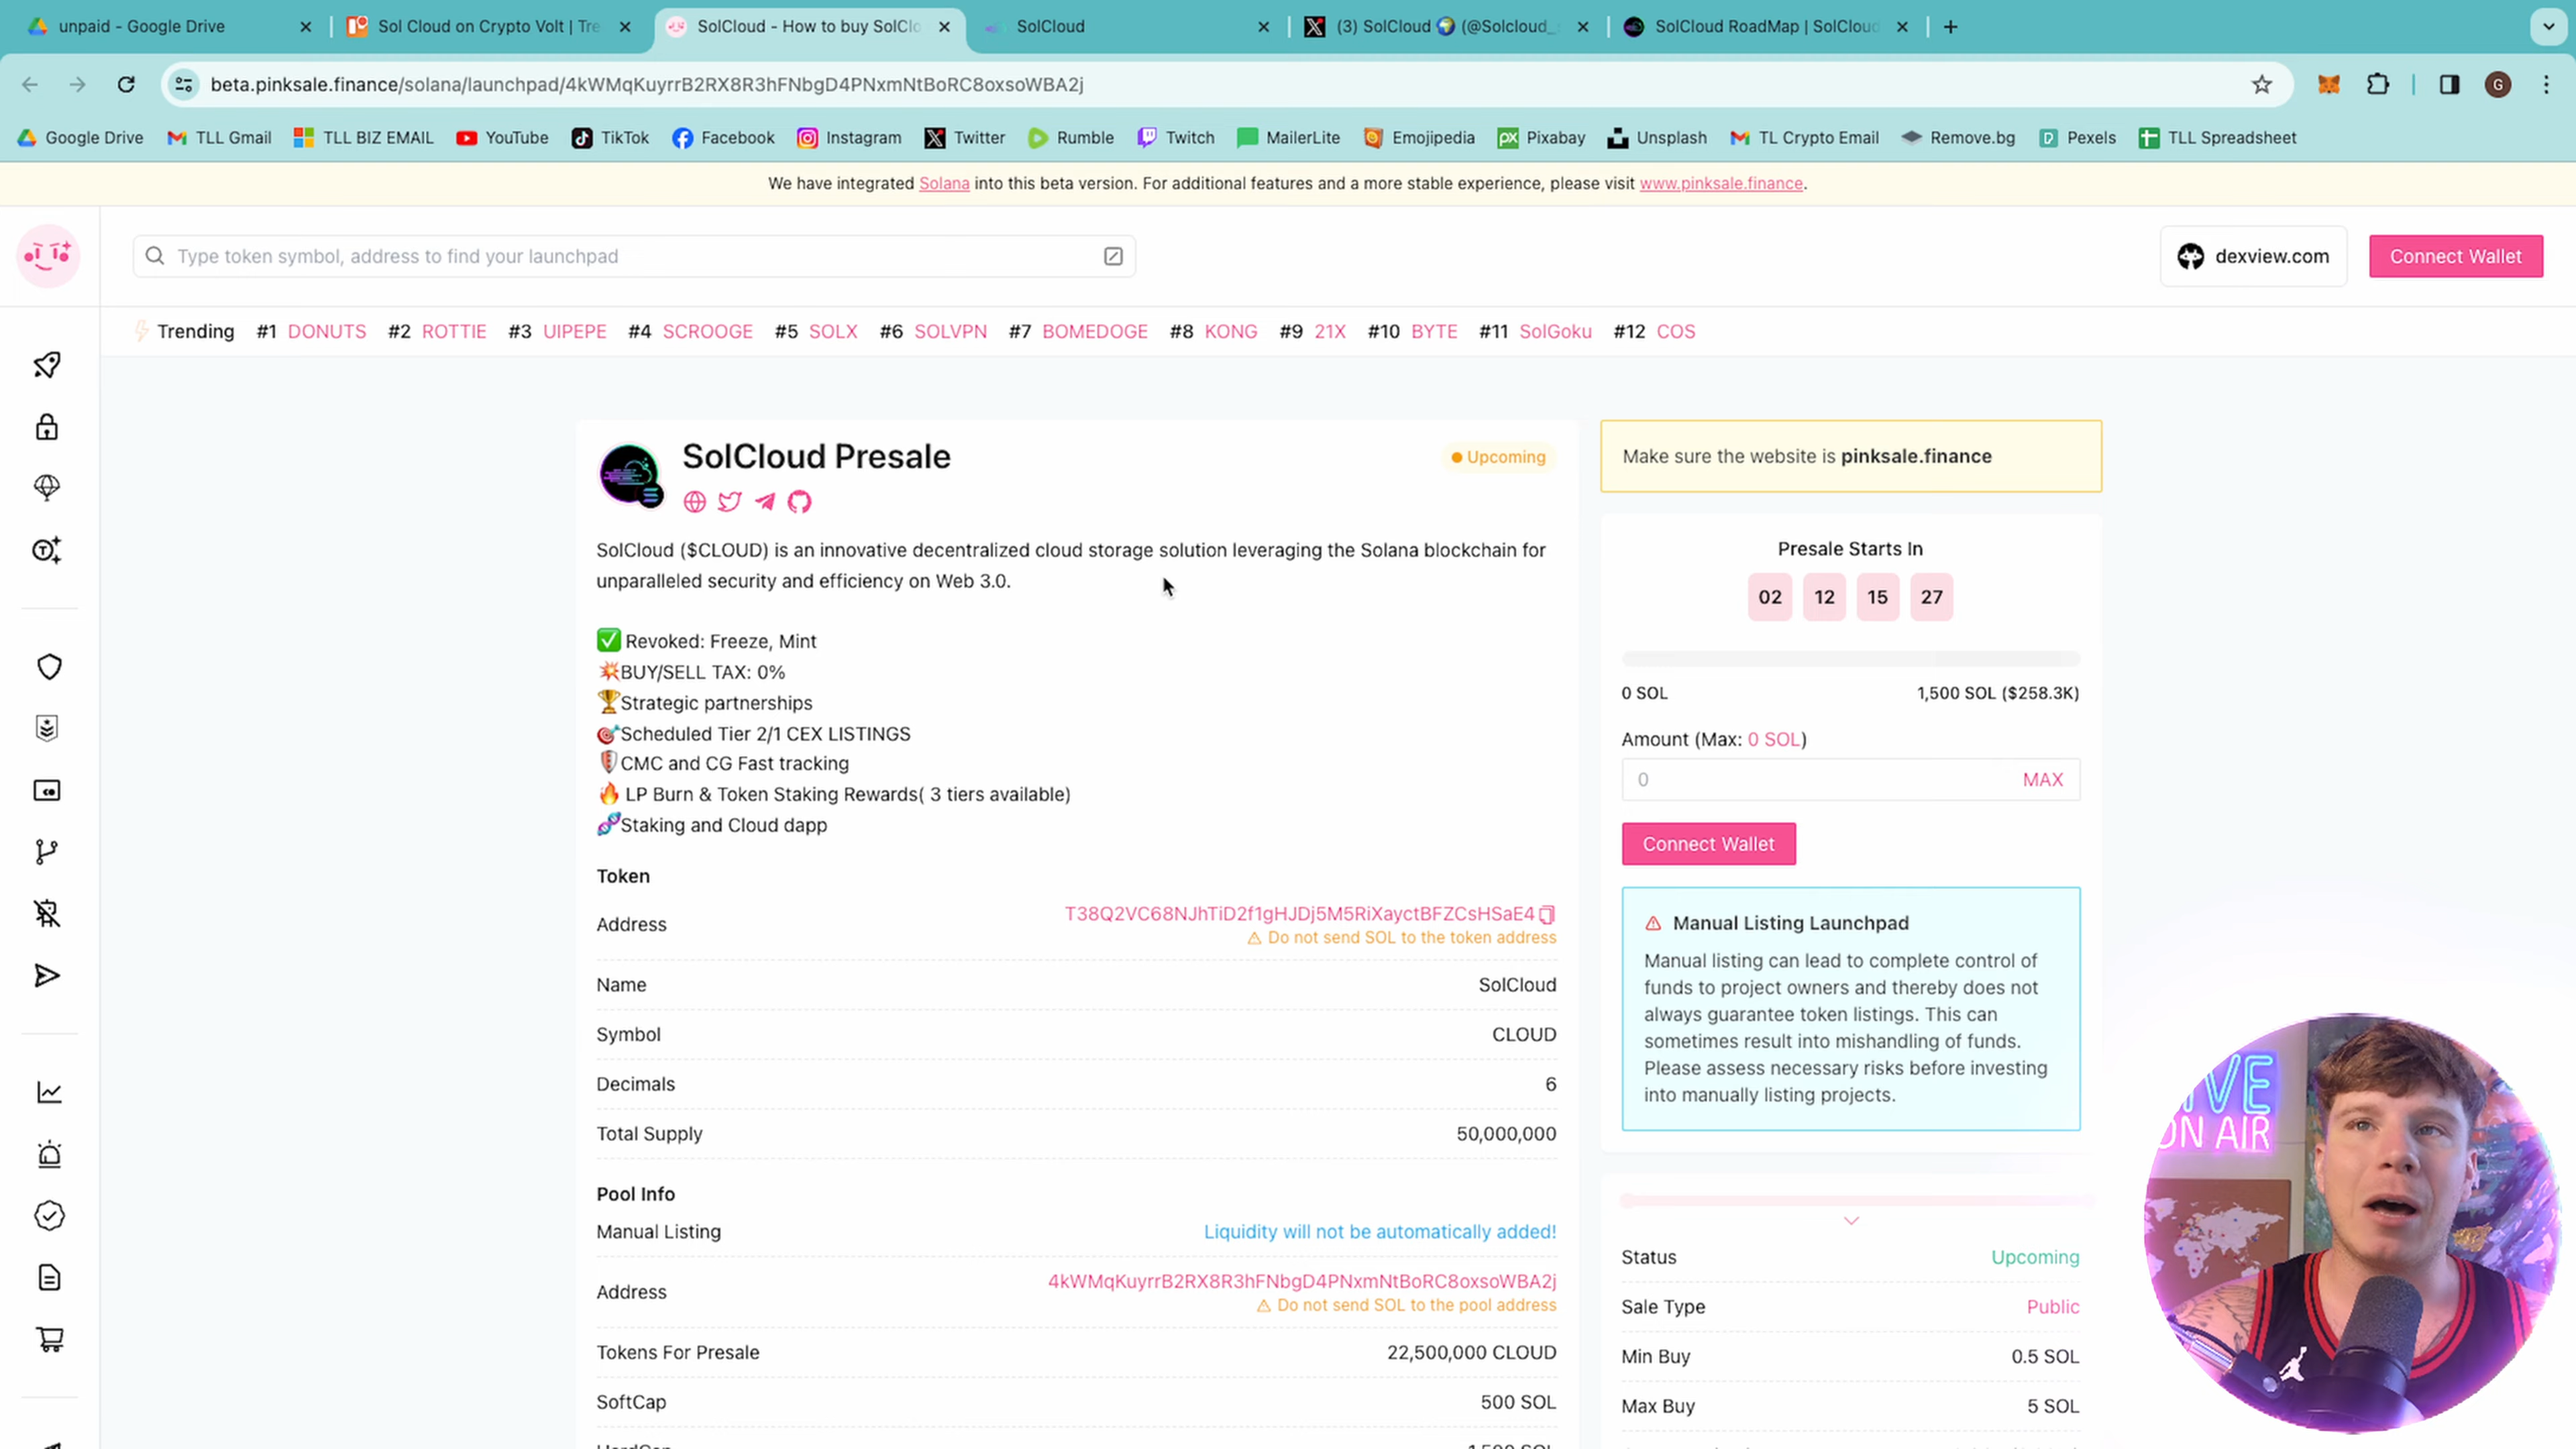 unpaid - Google Drive
Sol Cloud on Crypto Volt | Tre
SolCloud - How to buy SolClo
SolCloud
(3) SolCloud 🌍 (@Solcloud_
SolCloud RoadMap | SolCloud
beta.pinksale.finance/solana/launchpad/4kWMqKuyrrB2RX8R3hFNbgD4PNxmNtBoRC8oxsoWBA2j
G
Google Drive TLL Gmail TLL BIZ EMAIL YouTube TikTok Facebook Instagram Twitter Rumble Twitch MailerLite Emojipedia Pixabay Unsplash TL Crypto Email Remove.bg Pexels TLL Spreadsheet
We have integrated Solana into this beta version. For additional features and a more stable experience, please visit www.pinksale.finance.
Type token symbol, address to find your launchpad
dexview.com
Connect Wallet
Trending #1 DONUTS #2 ROTTIE #3 UIPEPE #4 SCROOGE #5 SOLX #6 SOLVPN #7 BOMEDOGE #8 KONG #9 21X #10 BYTE #11 SolGoku #12 COS
SolCloud Presale
Upcoming
SolCloud ($CLOUD) is an innovative decentralized cloud storage solution leveraging the Solana blockchain for
unparalleled security and efficiency on Web 3.0.
✅ Revoked: Freeze, Mint
💥BUY/SELL TAX: 0%
🏆Strategic partnerships
🎯Scheduled Tier 2/1 CEX LISTINGS
🛡CMC and CG Fast tracking
🔥 LP Burn & Token Staking Rewards( 3 tiers available)
🧬Staking and Cloud dapp
Token
Address T38Q2VC68NJhTiD2f1gHJDj5M5RiXayctBFZCsHSaE4
Do not send SOL to the token address
Name SolCloud
Symbol CLOUD
Decimals 6
Total Supply 50,000,000
Pool Info
Manual Listing Liquidity will not be automatically added!
Address 4kWMqKuyrrB2RX8R3hFNbgD4PNxmNtBoRC8oxsoWBA2j
Do not send SOL to the pool address
Tokens For Presale 22,500,000 CLOUD
SoftCap 500 SOL
HardCap 1,500 SOL
Make sure the website is pinksale.finance
Presale Starts In
02 12 15 27
0 SOL 1,500 SOL ($258.3K)
Amount (Max: 0 SOL)
0 MAX
Connect Wallet
Manual Listing Launchpad
Manual listing can lead to complete control of
funds to project owners and thereby does not
always guarantee token listings. This can
sometimes result into mishandling of funds.
Please assess necessary risks before investing
into manually listing projects.
Status Upcoming
Sale Type Public
Min Buy 0.5 SOL
Max Buy 5 SOL
ON AIR